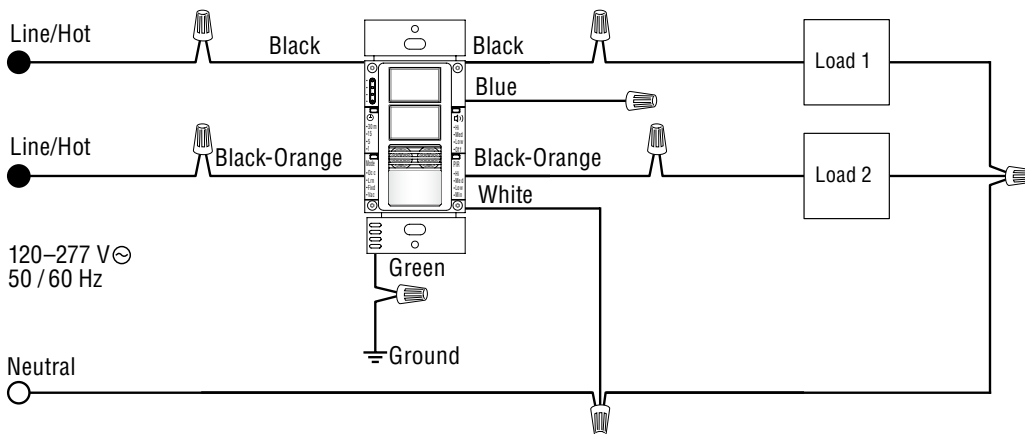 Line/Hot
Black
Black
Load 1
Blue
Line/Hot
Black-Orange
Black-Orange
Load 2
White
120–277 V
50 / 60 Hz
Green
Ground
Neutral